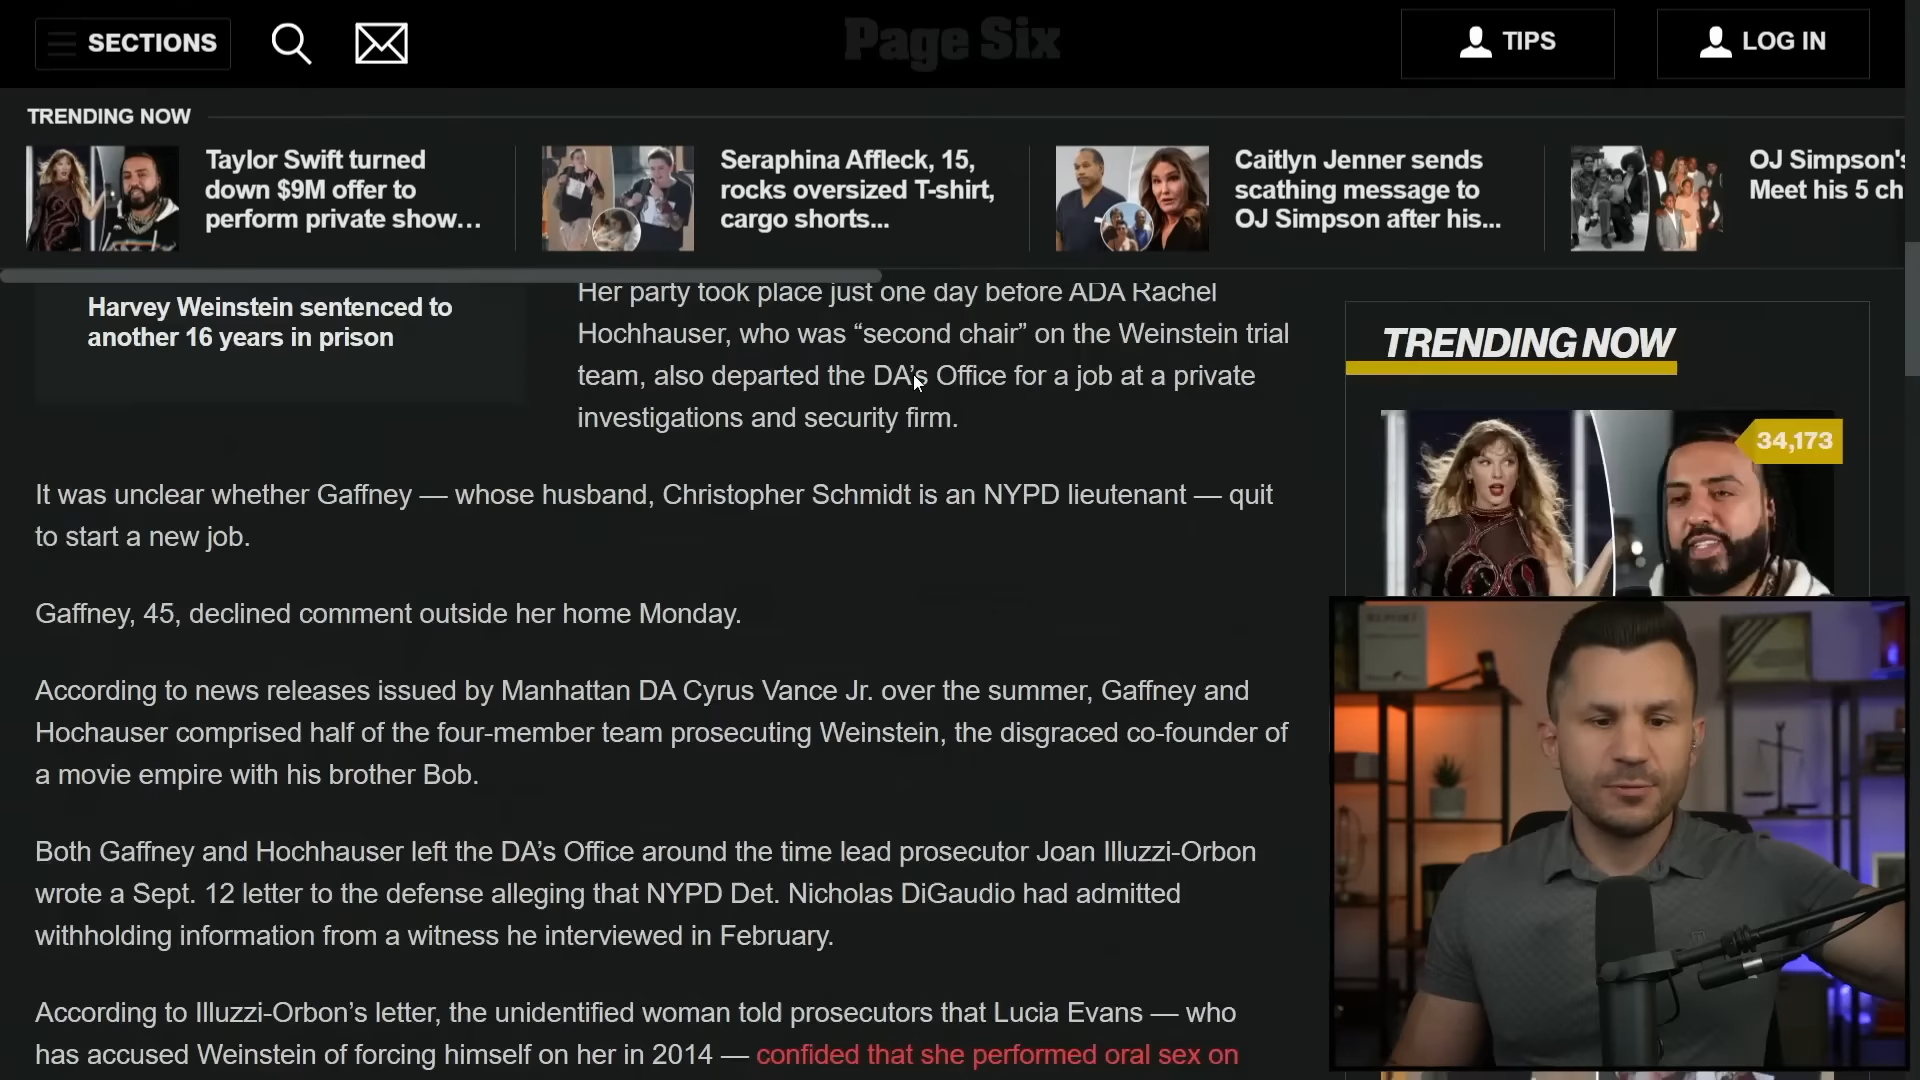 SECTIONS
Page Six
TIPS
LOG IN
TRENDING NOW
Taylor Swift turned
down $9M offer to
perform private show...
Seraphina Affleck, 15,
rocks oversized T-shirt,
cargo shorts...
Caitlyn Jenner sends
scathing message to
OJ Simpson after his...
OJ Simpson's
Meet his 5 ch
Harvey Weinstein sentenced to
another 16 years in prison
Her party took place just one day before ADA Rachel
Hochhauser, who was “second chair” on the Weinstein trial
team, also departed the DA’s Office for a job at a private
investigations and security firm.
It was unclear whether Gaffney — whose husband, Christopher Schmidt is an NYPD lieutenant — quit
to start a new job.
Gaffney, 45, declined comment outside her home Monday.
According to news releases issued by Manhattan DA Cyrus Vance Jr. over the summer, Gaffney and
Hochauser comprised half of the four-member team prosecuting Weinstein, the disgraced co-founder of
a movie empire with his brother Bob.
Both Gaffney and Hochhauser left the DA’s Office around the time lead prosecutor Joan Illuzzi-Orbon
wrote a Sept. 12 letter to the defense alleging that NYPD Det. Nicholas DiGaudio had admitted
withholding information from a witness he interviewed in February.
According to Illuzzi-Orbon’s letter, the unidentified woman told prosecutors that Lucia Evans — who
has accused Weinstein of forcing himself on her in 2014 — confided that she performed oral sex on
TRENDING NOW
34,173